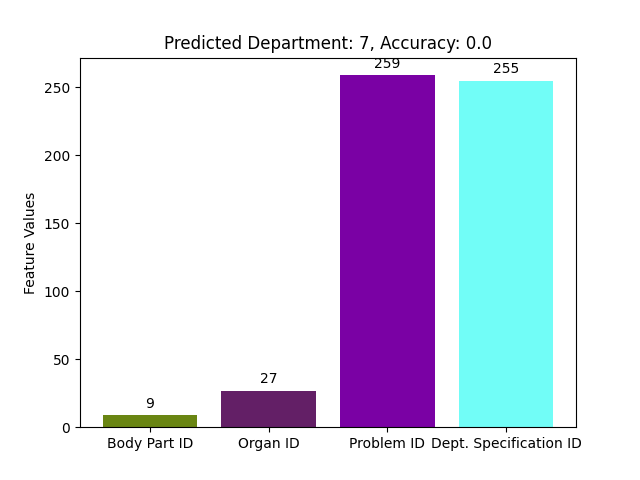 Predicted Department: 7, Accuracy: 0.0
Feature Values
250
200
150
100
50
0
9
27
259
255
Body Part ID
Organ ID
Problem ID
Dept. Specification ID